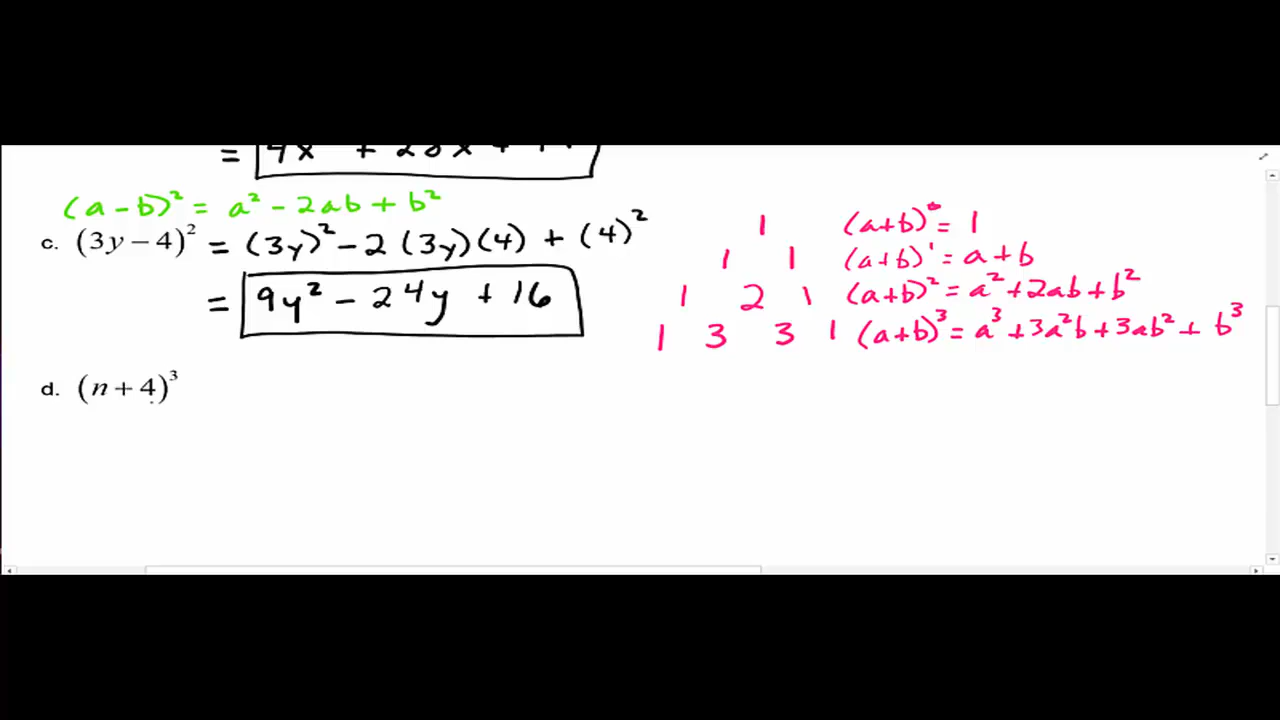 (a - b)² = a² - 2ab + b²
c. (3y − 4)² = (3y)² - 2 (3y)(4) + (4)²
= 9y² - 24y + 16
1 (a+b)⁰ = 1
1 1 (a+b)¹ = a + b
1 2 1 (a+b)² = a² + 2ab + b²
1 3 3 1 (a+b)³ = a³ + 3a²b + 3ab² + b³
d. (n + 4)³